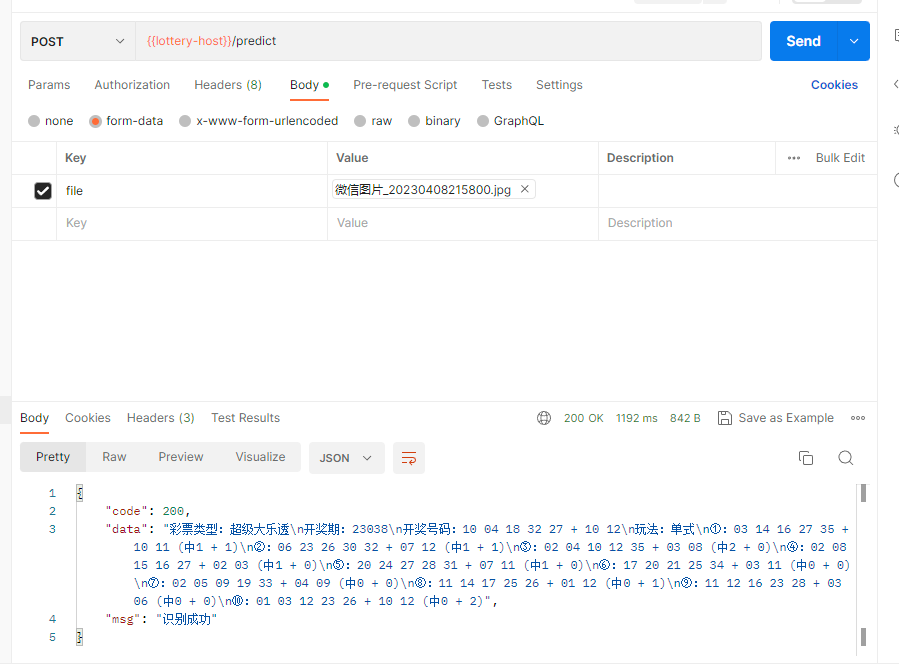 POST {{lottery-host}}/predict Send
Params Authorization Headers (8) Body Pre-request Script Tests Settings Cookies
none form-data x-www-form-urlencoded raw binary GraphQL
Key Value Description ••• Bulk Edit
file 微信图片_20230408215800.jpg ×
Key Value Description
Body Cookies Headers (3) Test Results 200 OK 1192 ms 842 B Save as Example •••
Pretty Raw Preview Visualize JSON
1 {
2 "code": 200,
3 "data": "彩票类型: 超级大乐透\n开奖期: 23038\n开奖号码: 10 04 18 32 27 + 10 12\n玩法: 单式\n①: 03 14 16 27 35 +
10 11 (中1 + 1)\n②: 06 23 26 30 32 + 07 12 (中1 + 1)\n③: 02 04 10 12 35 + 03 08 (中2 + 0)\n④: 02 08
15 16 27 + 02 03 (中1 + 0)\n⑤: 20 24 27 28 31 + 07 11 (中1 + 0)\n⑥: 17 20 21 25 34 + 03 11 (中0 + 0)
\n⑦: 02 05 09 19 33 + 04 09 (中0 + 0)\n⑧: 11 14 17 25 26 + 01 12 (中0 + 1)\n⑨: 11 12 16 23 28 + 03
06 (中0 + 0)\n⑩: 01 03 12 23 26 + 10 12 (中0 + 2)",
4 "msg": "识别成功"
5 }